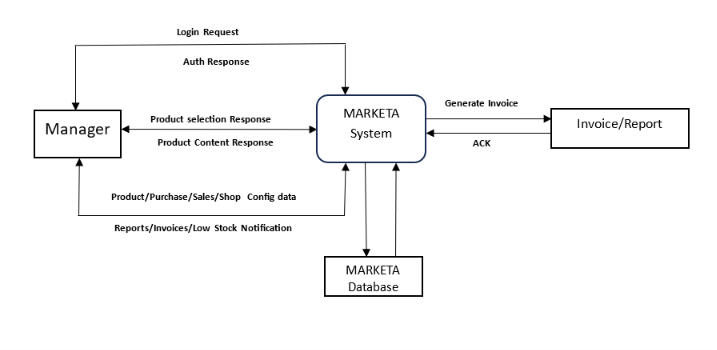 Login Request
Auth Response
Manager
Product selection Response
Product Content Response
MARKETA
System
Generate Invoice
ACK
Invoice/Report
Product/Purchase/Sales/Shop Config data
Reports/Invoices/Low Stock Notification
MARKETA
Database